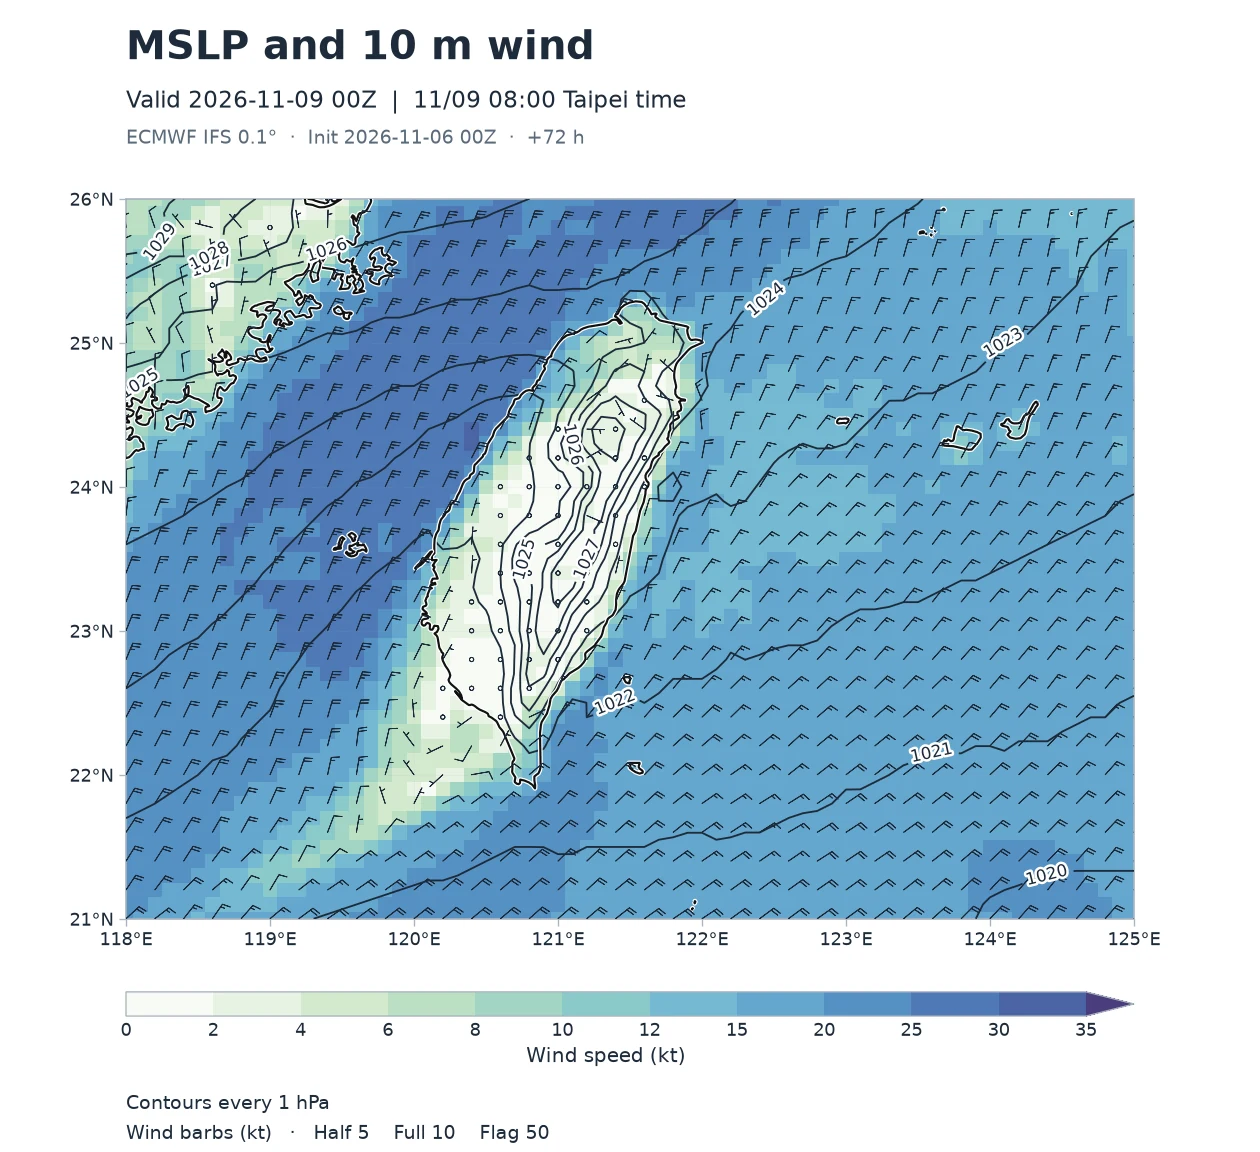 MSLP and 10 m wind
Valid 2026-11-09 00Z | 11/09 08:00 Taipei time
ECMWF IFS 0.1° · Init 2026-11-06 00Z · +72 h
26°N
25°N
24°N
23°N
22°N
21°N
1029
1028
1027
1026
1025
1024
1023
1026
1025
1027
1022
1021
1020
118°E 119°E 120°E 121°E 122°E 123°E 124°E 125°E
0 2 4 6 8 10 12 15 20 25 30 35
Wind speed (kt)
Contours every 1 hPa
Wind barbs (kt) · Half 5 Full 10 Flag 50